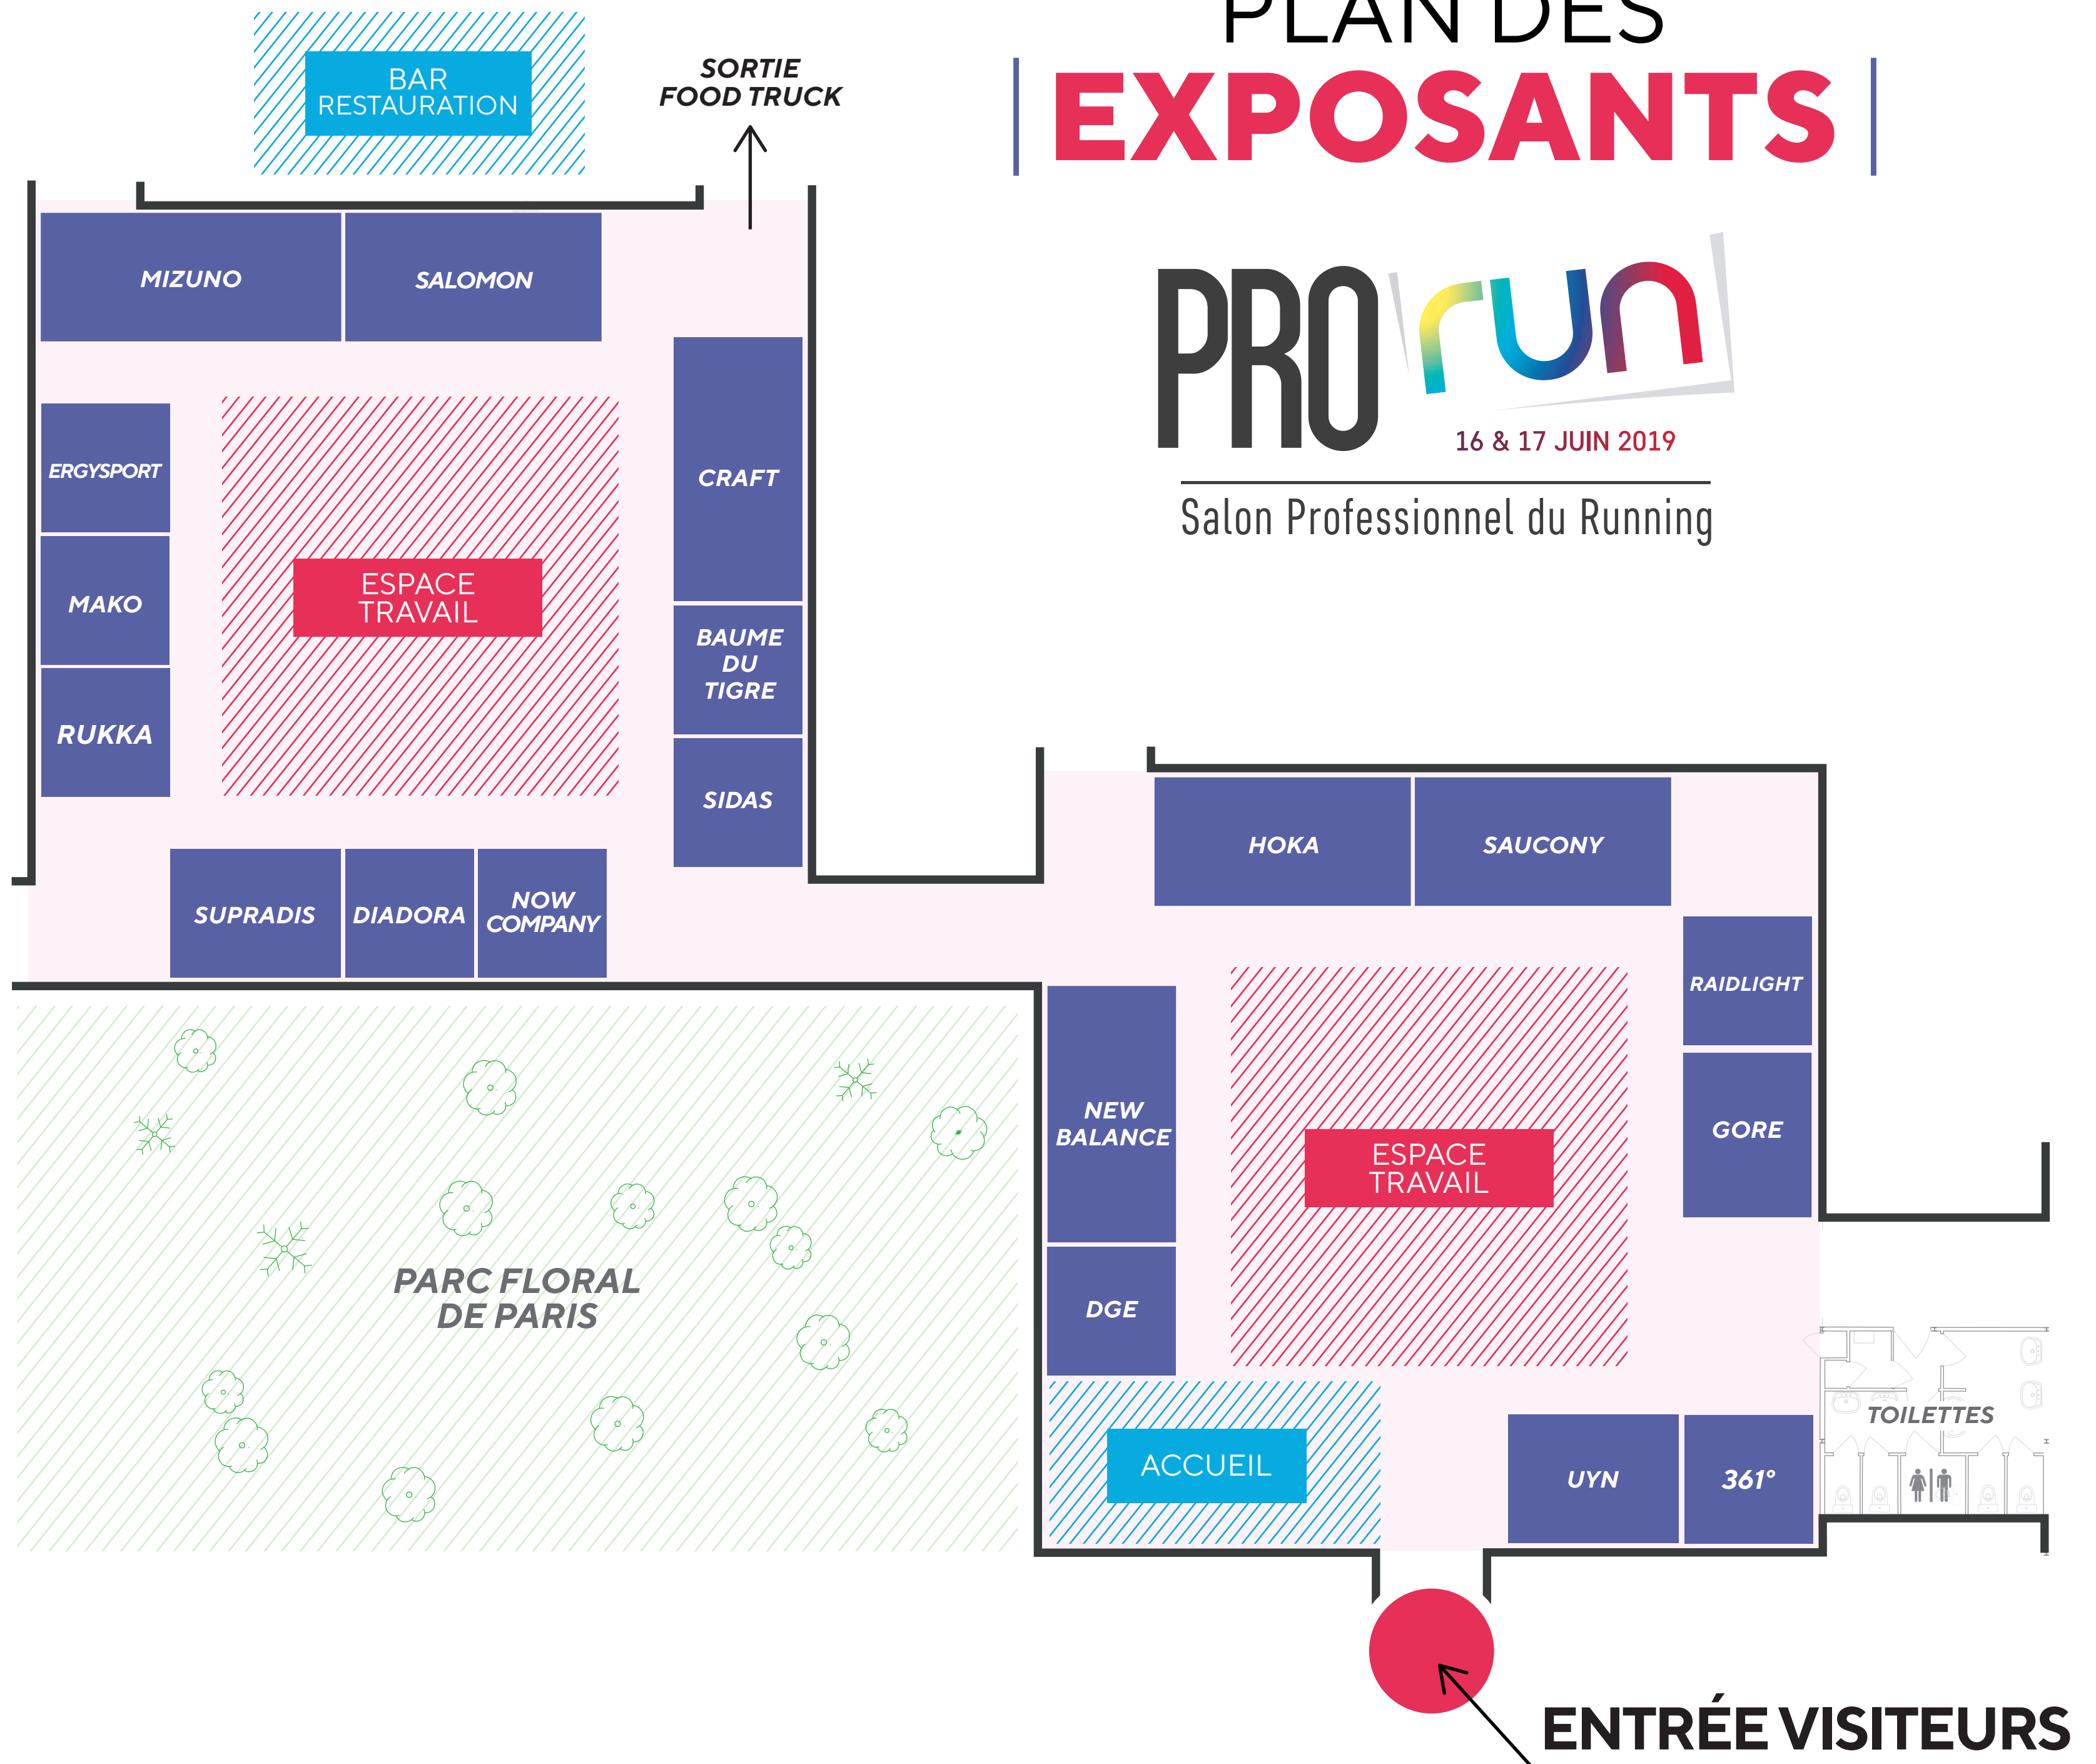 PLAN DES
EXPOSANTS
PRO run
16 & 17 JUIN 2019
Salon Professionnel du Running
BAR
RESTAURATION
SORTIE
FOOD TRUCK
MIZUNO
SALOMON
ERGYSPORT
MAKO
RUKKA
ESPACE
TRAVAIL
CRAFT
BAUME
DU
TIGRE
SIDAS
SUPRADIS
DIADORA
NOW
COMPANY
HOKA
SAUCONY
RAIDLIGHT
GORE
NEW
BALANCE
DGE
ESPACE
TRAVAIL
PARC FLORAL
DE PARIS
ACCUEIL
UYN
361°
TOILETTES
ENTRÉE VISITEURS